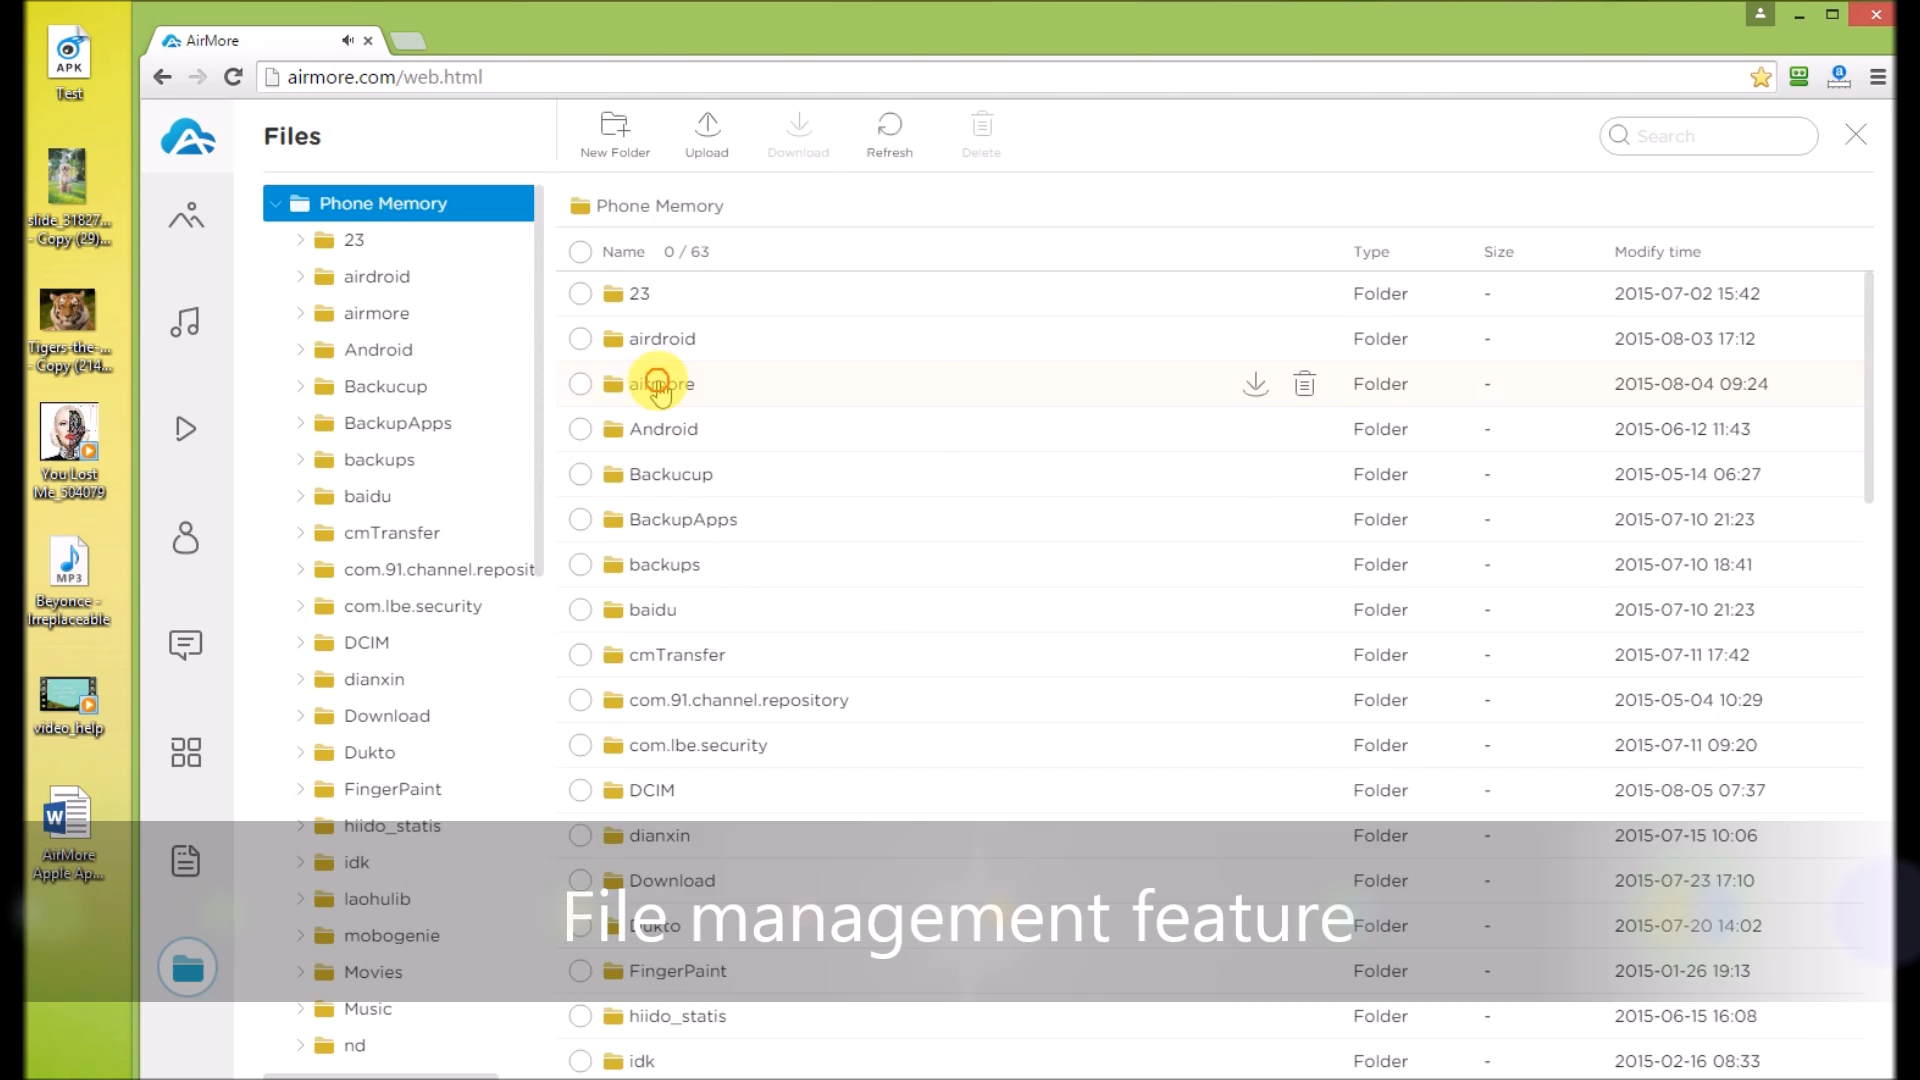 AirMore
airmore.com/web.html
APK
Test
slide_31827...
- Copy (29)...
Tigers-the-...
- Copy (214...
You Lost
Me_504079
MP3
Beyonce -
Irreplaceable
video_help
W
AirMore
Apple Ap...
Files
New Folder
Upload
Download
Refresh
Delete
Search
Phone Memory
23
airdroid
airmore
Android
Backucup
BackupApps
backups
baidu
cmTransfer
com.91.channel.reposit
com.lbe.security
DCIM
dianxin
Download
Dukto
FingerPaint
hiido_statis
idk
laohulib
mobogenie
Movies
Music
nd
Phone Memory
Name 0 / 63 Type Size Modify time
23 Folder - 2015-07-02 15:42
airdroid Folder - 2015-08-03 17:12
airmore Folder - 2015-08-04 09:24
Android Folder - 2015-06-12 11:43
Backucup Folder - 2015-05-14 06:27
BackupApps Folder - 2015-07-10 21:23
backups Folder - 2015-07-10 18:41
baidu Folder - 2015-07-10 21:23
cmTransfer Folder - 2015-07-11 17:42
com.91.channel.repository Folder - 2015-05-04 10:29
com.lbe.security Folder - 2015-07-11 09:20
DCIM Folder - 2015-08-05 07:37
dianxin Folder - 2015-07-15 10:06
Download Folder - 2015-07-23 17:10
Dukto Folder - 2015-07-20 14:02
FingerPaint Folder - 2015-01-26 19:13
hiido_statis Folder - 2015-06-15 16:08
idk Folder - 2015-02-16 08:33
File management feature